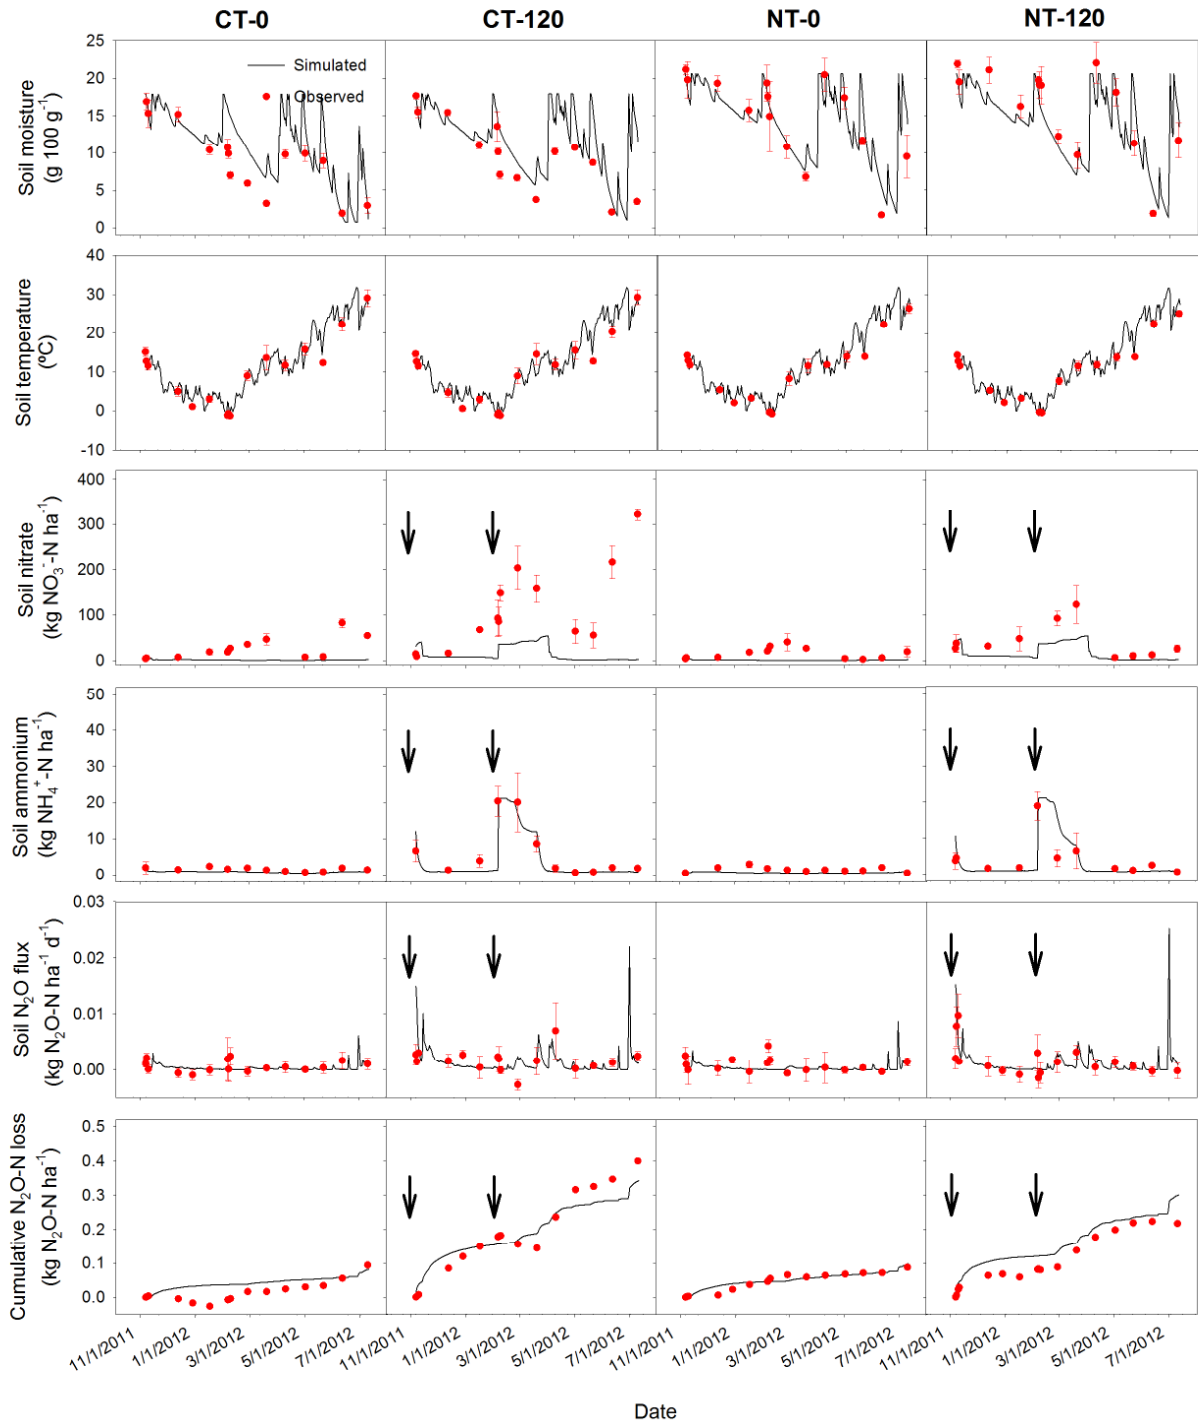 CT-0 CT-120 NT-0 NT-120
Simulated
Observed
Soil moisture
(g 100 g⁻¹)
25
20
15
10
5
0
Soil temperature
(ºC)
40
30
20
10
0
-10
Soil nitrate
(kg NO₃⁻-N ha⁻¹)
400
300
200
100
0
Soil ammonium
(kg NH₄⁺-N ha⁻¹)
50
40
30
20
10
0
Soil N₂O flux
(kg N₂O-N ha⁻¹ d⁻¹)
0.03
0.02
0.01
0.00
Cumulative N₂O-N loss
(kg N₂O-N ha⁻¹)
0.5
0.4
0.3
0.2
0.1
0.0
11/1/2011 1/1/2012 3/1/2012 5/1/2012 7/1/2012 11/1/2011 1/1/2012 3/1/2012 5/1/2012 7/1/2012 11/1/2011 1/1/2012 3/1/2012 5/1/2012 7/1/2012 11/1/2011 1/1/2012 3/1/2012 5/1/2012 7/1/2012
Date